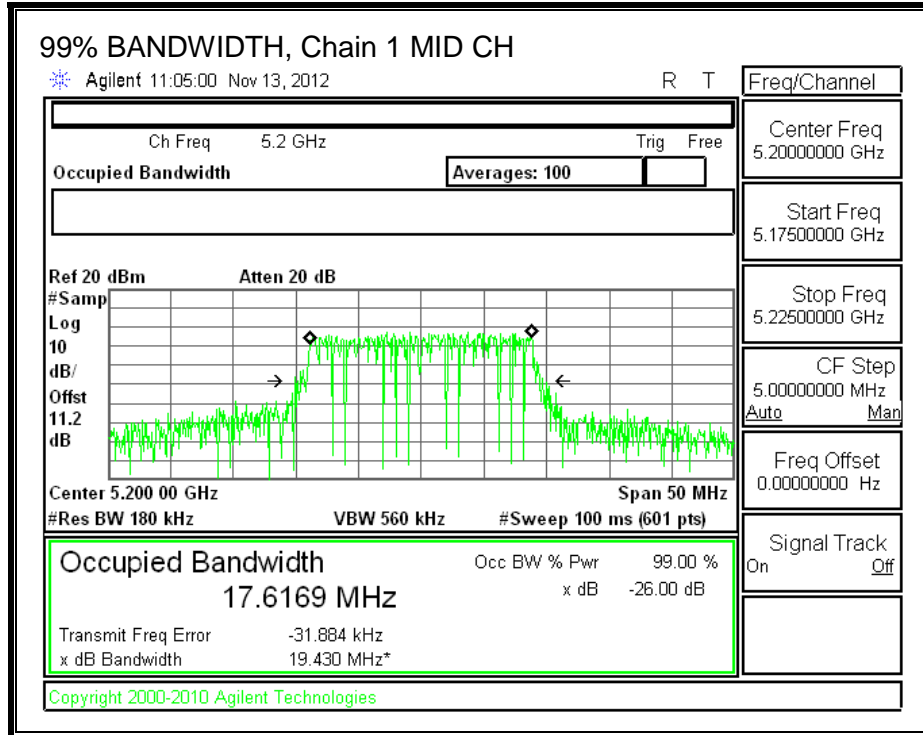 99% BANDWIDTH, Chain 1 MID CH
Agilent 11:05:00 Nov 13, 2012 R T
Freq/Channel
Ch Freq 5.2 GHz Trig Free
Occupied Bandwidth Averages: 100
Center Freq
5.20000000 GHz
Start Freq
5.17500000 GHz
Stop Freq
5.22500000 GHz
CF Step
5.00000000 MHz
Auto Man
Freq Offset
0.00000000 Hz
Signal Track
On Off
Ref 20 dBm Atten 20 dB
#Samp
Log
10
dB/
Offst
11.2
dB
Center 5.200 00 GHz Span 50 MHz
#Res BW 180 kHz VBW 560 kHz #Sweep 100 ms (601 pts)
Occupied Bandwidth Occ BW % Pwr 99.00 %
17.6169 MHz x dB -26.00 dB
Transmit Freq Error -31.884 kHz
x dB Bandwidth 19.430 MHz*
Copyright 2000-2010 Agilent Technologies